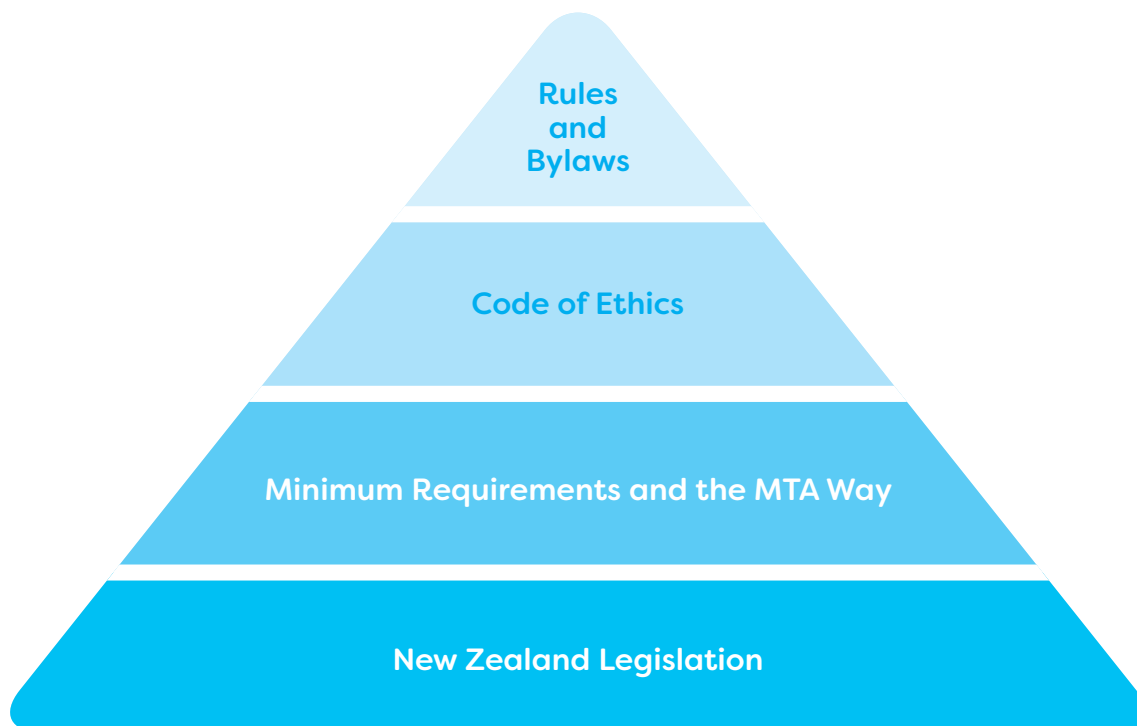 Rules
and
Bylaws
Code of Ethics
Minimum Requirements and the MTA Way
New Zealand Legislation